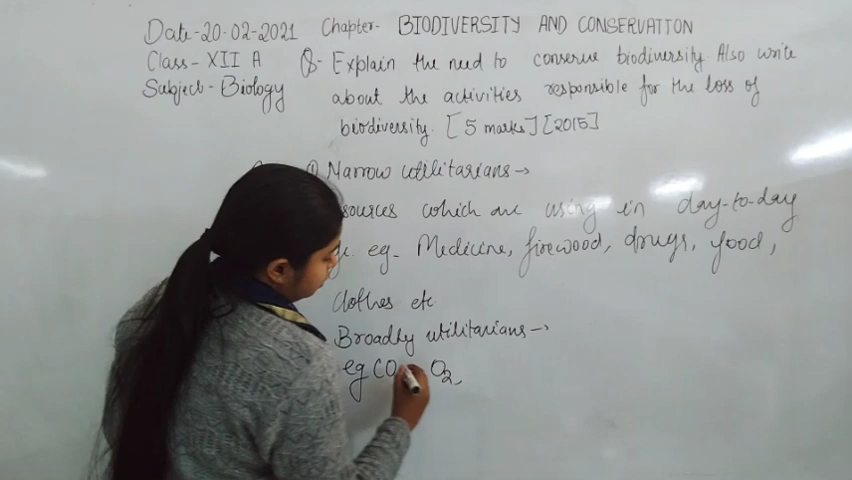 Date-20.02-2021 Chapter- BIODIVERSITY AND CONSERVATION
Class- XII A Q- Explain the need to conserve biodiversity. Also write
Subject- Biology about the activities responsible for the loss of
biodiversity. [5 marks] [2015]
① Narrow utilitarians →
sources which are using in day-to-day
eg- Medicine, firewood, drugs, food,
Clothes etc
Broadly utilitarians →
eg CO O2,